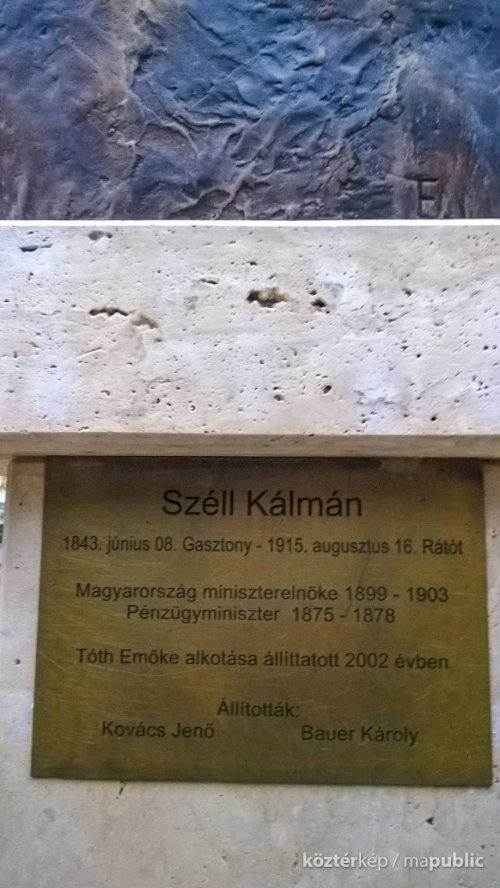 E
Széll Kálmán
1843. június 08. Gasztony - 1915. augusztus 16. Rátót
Magyarország miniszterelnöke 1899 - 1903
Pénzügyminiszter 1875 - 1878
Tóth Emőke alkotása állíttatott 2002 évben
Állították:
Kovács Jenő Bauer Károly
köztérkép / mapublic